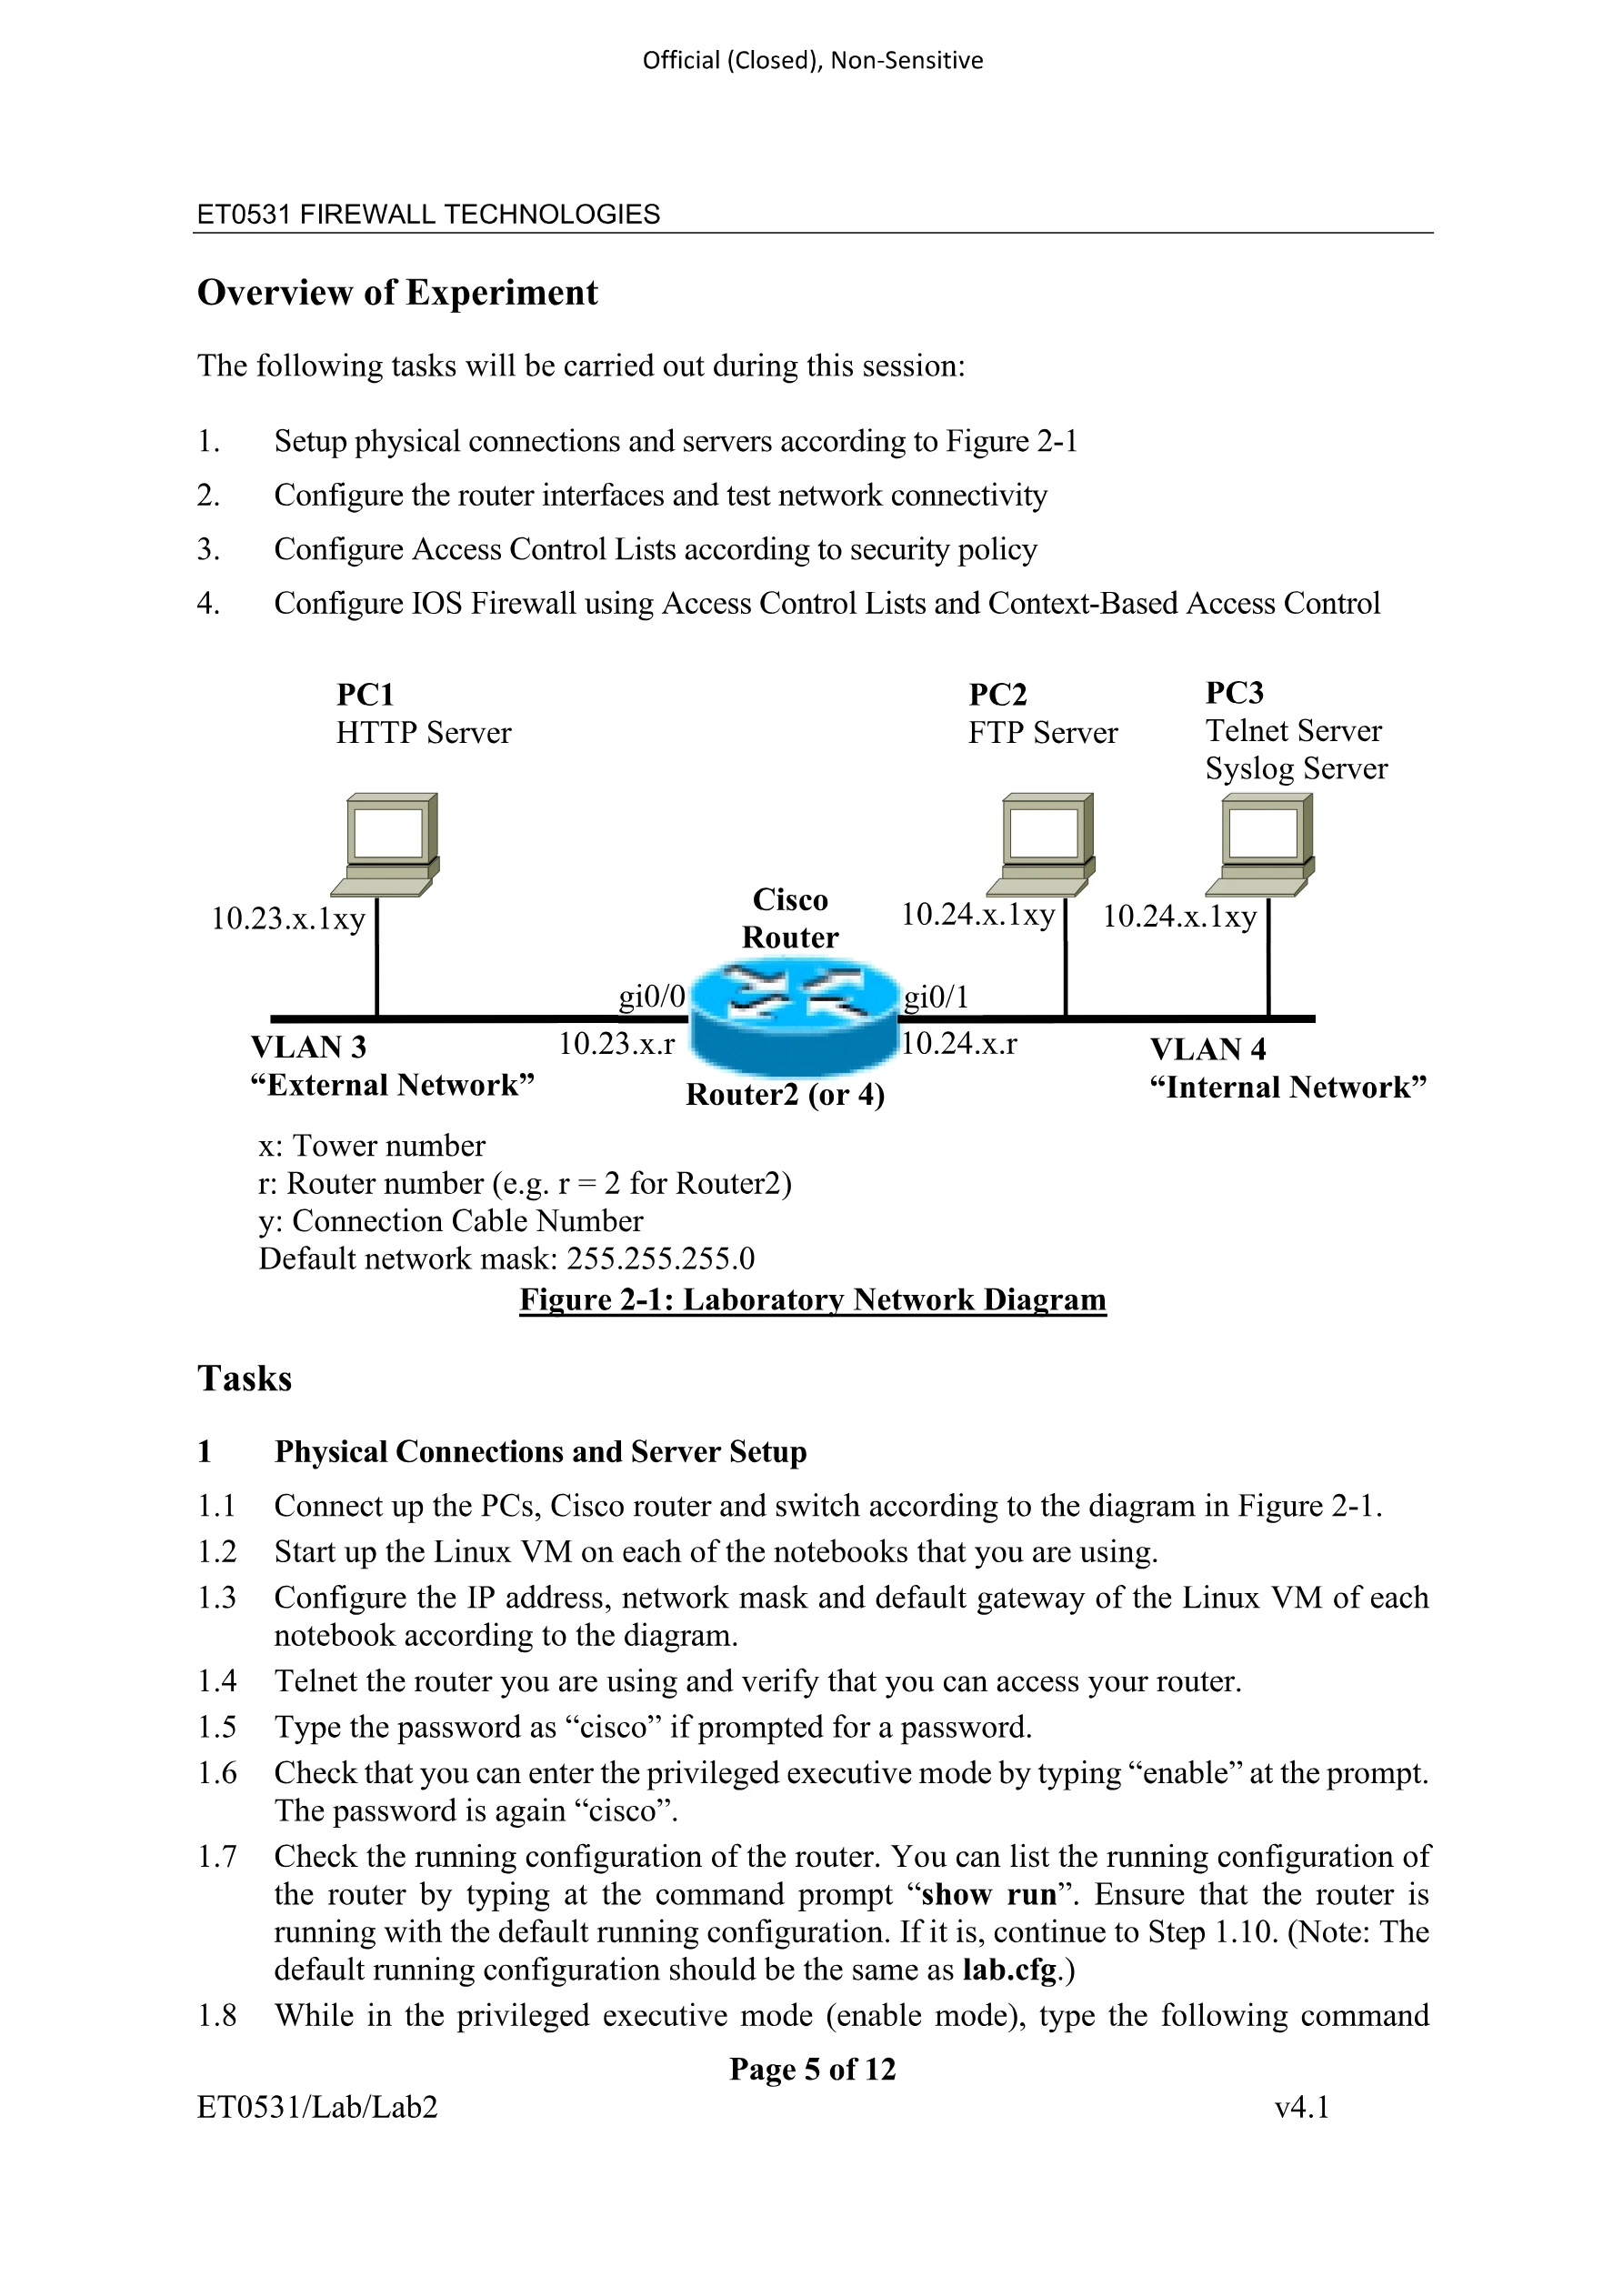 Official (Closed), Non-Sensitive
ET0531 FIREWALL TECHNOLOGIES
Overview of Experiment
The following tasks will be carried out during this session:
1. Setup physical connections and servers according to Figure 2-1
2. Configure the router interfaces and test network connectivity
3. Configure Access Control Lists according to security policy
4. Configure IOS Firewall using Access Control Lists and Context-Based Access Control
PC1
HTTP Server
PC2
FTP Server
PC3
Telnet Server
Syslog Server
10.23.x.1xy
Cisco
Router
10.24.x.1xy
10.24.x.1xy
gi0/0
gi0/1
VLAN 3
“External Network”
10.23.x.r
10.24.x.r
Router2 (or 4)
VLAN 4
“Internal Network”
x: Tower number
r: Router number (e.g. r = 2 for Router2)
y: Connection Cable Number
Default network mask: 255.255.255.0
Figure 2-1: Laboratory Network Diagram
Tasks
1 Physical Connections and Server Setup
1.1 Connect up the PCs, Cisco router and switch according to the diagram in Figure 2-1.
1.2 Start up the Linux VM on each of the notebooks that you are using.
1.3 Configure the IP address, network mask and default gateway of the Linux VM of each
notebook according to the diagram.
1.4 Telnet the router you are using and verify that you can access your router.
1.5 Type the password as “cisco” if prompted for a password.
1.6 Check that you can enter the privileged executive mode by typing “enable” at the prompt.
The password is again “cisco”.
1.7 Check the running configuration of the router. You can list the running configuration of
the router by typing at the command prompt “show run”. Ensure that the router is
running with the default running configuration. If it is, continue to Step 1.10. (Note: The
default running configuration should be the same as lab.cfg.)
1.8 While in the privileged executive mode (enable mode), type the following command
Page 5 of 12
ET0531/Lab/Lab2 v4.1